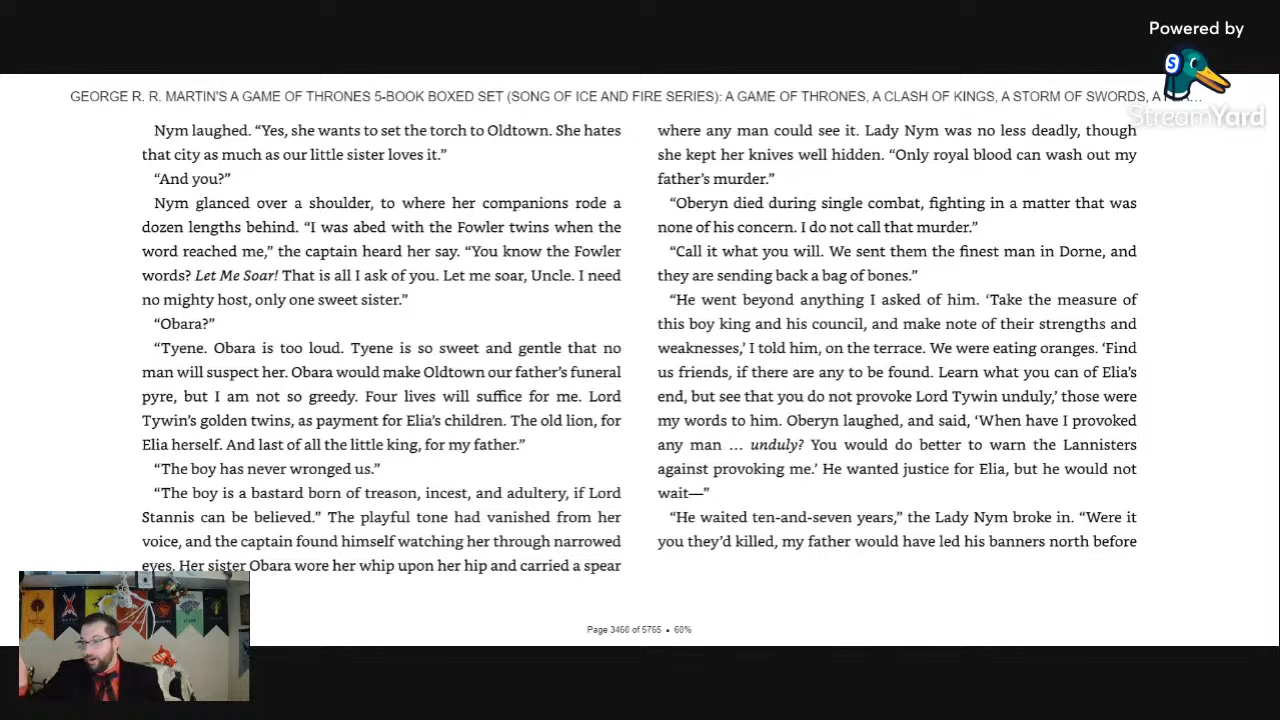 Powered by
S
StreamYard
GEORGE R. R. MARTIN'S A GAME OF THRONES 5-BOOK BOXED SET (SONG OF ICE AND FIRE SERIES): A GAME OF THRONES, A CLASH OF KINGS, A STORM OF SWORDS, A
Nym laughed. “Yes, she wants to set the torch to Oldtown. She hates
that city as much as our little sister loves it.”
“And you?”
Nym glanced over a shoulder, to where her companions rode a
dozen lengths behind. “I was abed with the Fowler twins when the
word reached me,” the captain heard her say. “You know the Fowler
words? Let Me Soar! That is all I ask of you. Let me soar, Uncle. I need
no mighty host, only one sweet sister.”
“Obara?”
“Tyene. Obara is too loud. Tyene is so sweet and gentle that no
man will suspect her. Obara would make Oldtown our father’s funeral
pyre, but I am not so greedy. Four lives will suffice for me. Lord
Tywin’s golden twins, as payment for Elia’s children. The old lion, for
Elia herself. And last of all the little king, for my father.”
“The boy has never wronged us.”
“The boy is a bastard born of treason, incest, and adultery, if Lord
Stannis can be believed.” The playful tone had vanished from her
voice, and the captain found himself watching her through narrowed
eyes. Her sister Obara wore her whip upon her hip and carried a spear
where any man could see it. Lady Nym was no less deadly, though
she kept her knives well hidden. “Only royal blood can wash out my
father’s murder.”
“Oberyn died during single combat, fighting in a matter that was
none of his concern. I do not call that murder.”
“Call it what you will. We sent them the finest man in Dorne, and
they are sending back a bag of bones.”
“He went beyond anything I asked of him. ‘Take the measure of
this boy king and his council, and make note of their strengths and
weaknesses,’ I told him, on the terrace. We were eating oranges. ‘Find
us friends, if there are any to be found. Learn what you can of Elia’s
end, but see that you do not provoke Lord Tywin unduly,’ those were
my words to him. Oberyn laughed, and said, ‘When have I provoked
any man … unduly? You would do better to warn the Lannisters
against provoking me.’ He wanted justice for Elia, but he would not
wait—”
“He waited ten-and-seven years,” the Lady Nym broke in. “Were it
you they’d killed, my father would have led his banners north before
Page 3460 of 5765 • 60%